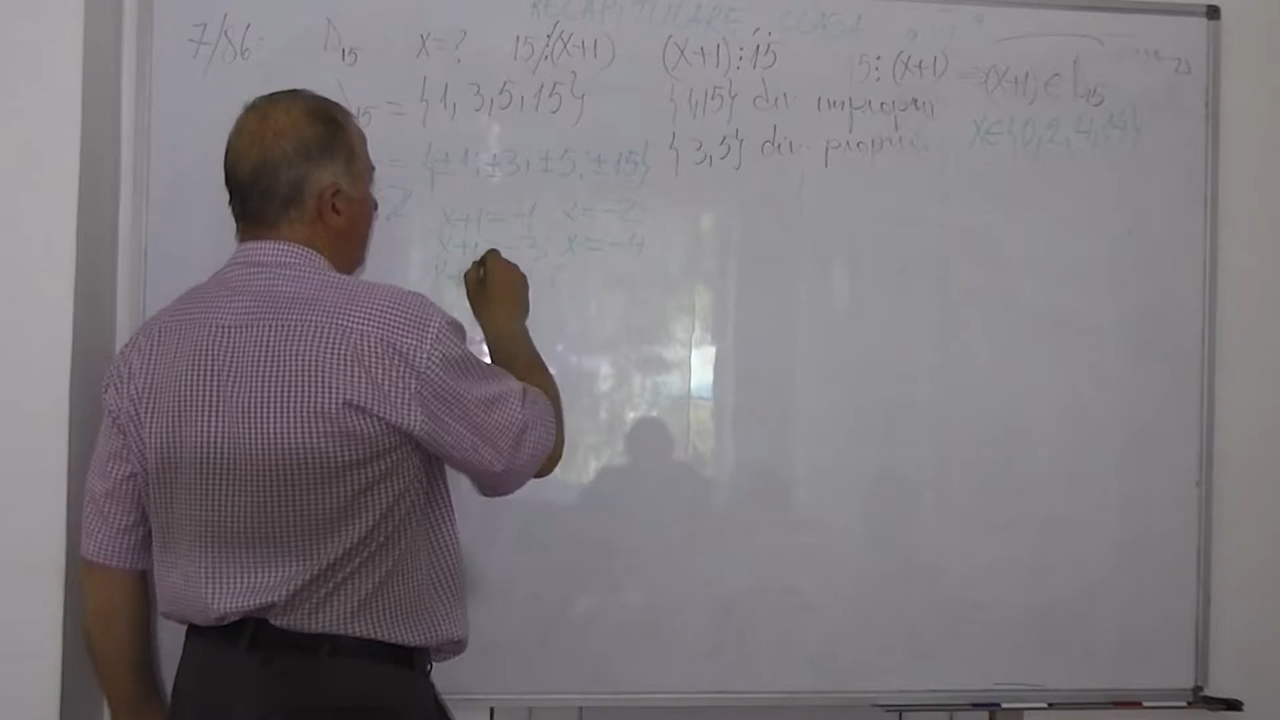 RECAPITULARE CLASA
7/86: D₁₅ x=? 15⋮(x+1) (x+1)⋮15 15⋮(x+1) ⇒(x+1)∈D₁₅
D₁₅ = {1, 3, 5, 15} {1,15} div. improprii x∈{0, 2, 4, 14}
= {±1; ±3; ±5; ±15} {3,5} div. proprii
Z x+1=-1 x=-2
x+1=-3 x=-4